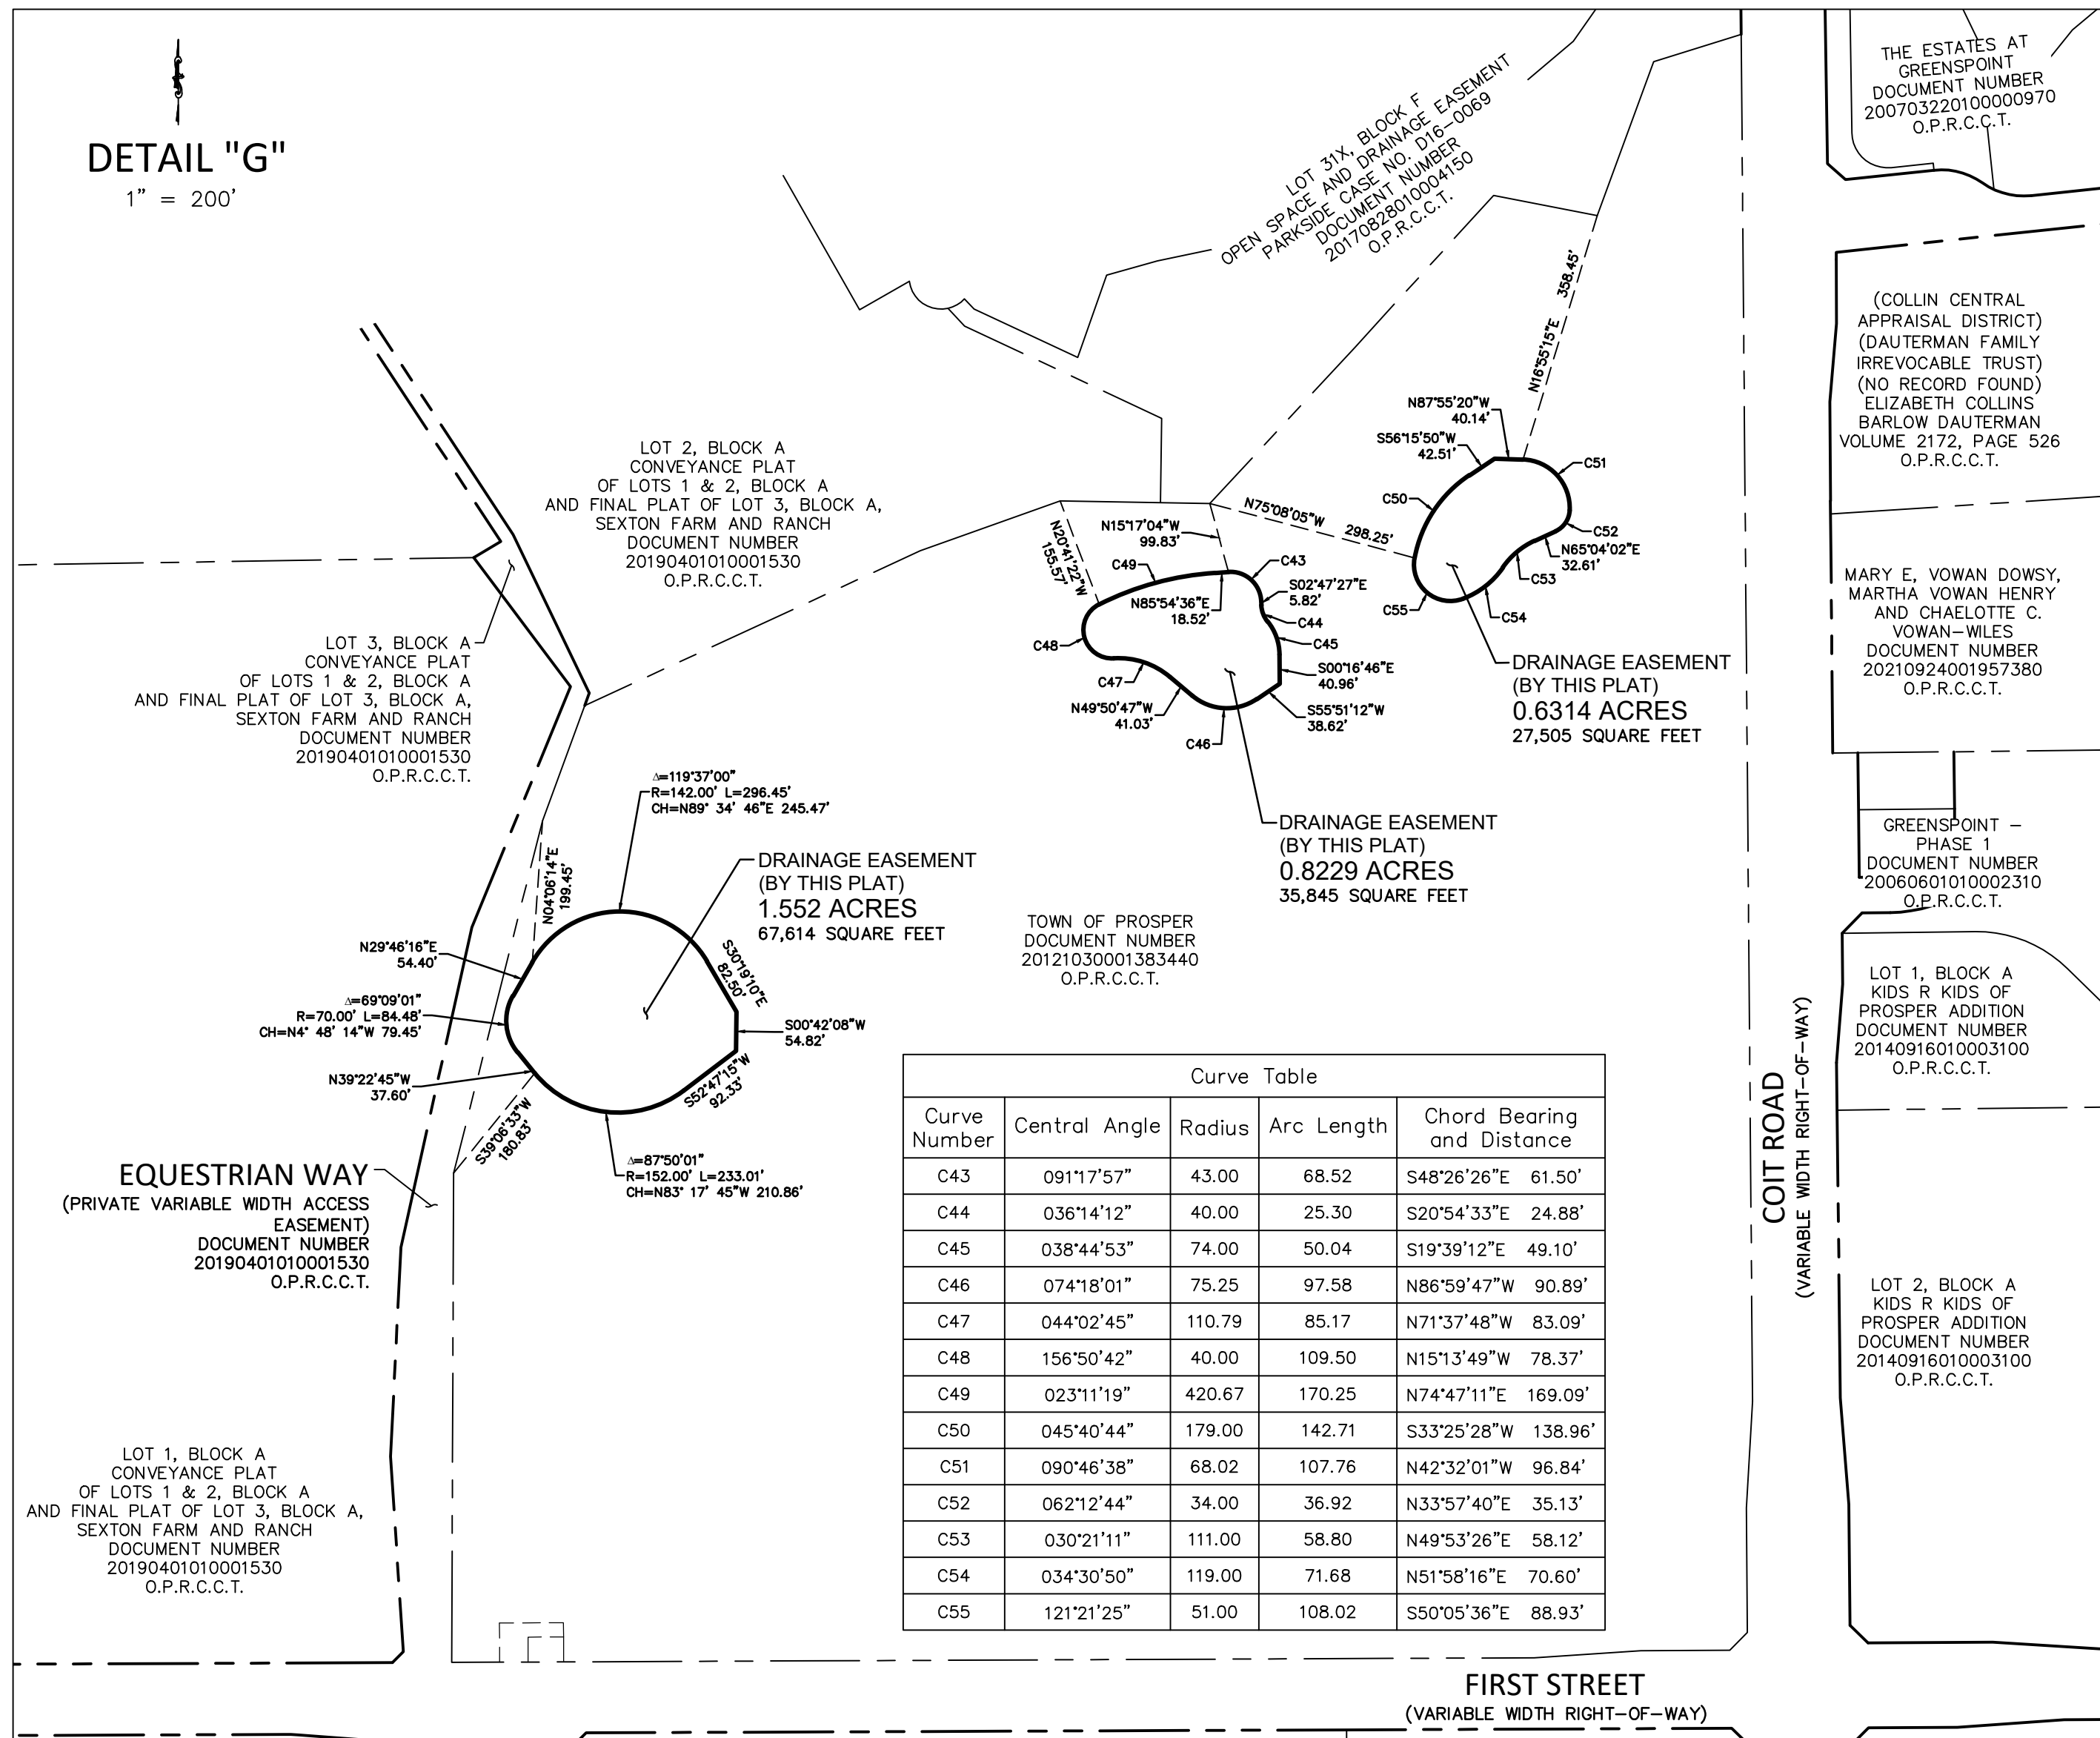 DETAIL "G"
1" = 200'
THE ESTATES AT
GREENSPOINT
DOCUMENT NUMBER
20070322010000970
O.P.R.C.C.T.
LOT 31X, BLOCK F
OPEN SPACE AND DRAINAGE EASEMENT
PARKSIDE CASE NO. D16-0069
DOCUMENT NUMBER
20170828010004150
O.P.R.C.C.T.
N16°55'15"E 358.45'
(COLLIN CENTRAL
APPRAISAL DISTRICT)
(DAUTERMAN FAMILY
IRREVOCABLE TRUST)
(NO RECORD FOUND)
ELIZABETH COLLINS
BARLOW DAUTERMAN
VOLUME 2172, PAGE 526
O.P.R.C.C.T.
N87°55'20"W
40.14'
S56°15'50"W
42.51'
C51
C50
C52
N65°04'02"E
32.61'
C53
C54
C55
N75°08'05"W 298.25'
LOT 2, BLOCK A
CONVEYANCE PLAT
OF LOTS 1 & 2, BLOCK A
AND FINAL PLAT OF LOT 3, BLOCK A,
SEXTON FARM AND RANCH
DOCUMENT NUMBER
20190401010001530
O.P.R.C.C.T.
N20°41'22"W
155.57'
N15°17'04"W
99.83'
C49
C43
S02°47'27"E
5.82'
N85°54'36"E
18.52'
C44
C45
C48
S00°16'46"E
40.96'
C47
N49°50'47"W
41.03'
S55°51'12"W
38.62'
C46
MARY E, VOWAN DOWSY,
MARTHA VOWAN HENRY
AND CHAELOTTE C.
VOWAN-WILES
DOCUMENT NUMBER
20210924001957380
O.P.R.C.C.T.
DRAINAGE EASEMENT
(BY THIS PLAT)
0.6314 ACRES
27,505 SQUARE FEET
LOT 3, BLOCK A
CONVEYANCE PLAT
OF LOTS 1 & 2, BLOCK A
AND FINAL PLAT OF LOT 3, BLOCK A,
SEXTON FARM AND RANCH
DOCUMENT NUMBER
20190401010001530
O.P.R.C.C.T.
Δ=119°37'00"
R=142.00' L=296.45'
CH=N89° 34' 46"E 245.47'
DRAINAGE EASEMENT
(BY THIS PLAT)
0.8229 ACRES
35,845 SQUARE FEET
GREENSPOINT -
PHASE 1
DOCUMENT NUMBER
20060601010002310
O.P.R.C.C.T.
N04°06'14"E
199.45'
DRAINAGE EASEMENT
(BY THIS PLAT)
1.552 ACRES
67,614 SQUARE FEET
TOWN OF PROSPER
DOCUMENT NUMBER
20121030001383440
O.P.R.C.C.T.
N29°46'16"E
54.40'
S30°19'10"E
82.50'
Δ=69°09'01"
R=70.00' L=84.48'
CH=N4° 48' 14"W 79.45'
S00°42'08"W
54.82'
N39°22'45"W
37.60'
S52°47'15"W
92.33'
S39°06'33"W
180.83'
Δ=87°50'01"
R=152.00' L=233.01'
CH=N83° 17' 45"W 210.86'
LOT 1, BLOCK A
KIDS R KIDS OF
PROSPER ADDITION
DOCUMENT NUMBER
20140916010003100
O.P.R.C.C.T.
COIT ROAD
(VARIABLE WIDTH RIGHT-OF-WAY)
EQUESTRIAN WAY
(PRIVATE VARIABLE WIDTH ACCESS
EASEMENT)
DOCUMENT NUMBER
20190401010001530
O.P.R.C.C.T.
Curve Table
Curve Number Central Angle Radius Arc Length Chord Bearing and Distance
C43 091°17'57" 43.00 68.52 S48°26'26"E 61.50'
C44 036°14'12" 40.00 25.30 S20°54'33"E 24.88'
C45 038°44'53" 74.00 50.04 S19°39'12"E 49.10'
C46 074°18'01" 75.25 97.58 N86°59'47"W 90.89'
C47 044°02'45" 110.79 85.17 N71°37'48"W 83.09'
C48 156°50'42" 40.00 109.50 N15°13'49"W 78.37'
C49 023°11'19" 420.67 170.25 N74°47'11"E 169.09'
C50 045°40'44" 179.00 142.71 S33°25'28"W 138.96'
C51 090°46'38" 68.02 107.76 N42°32'01"W 96.84'
C52 062°12'44" 34.00 36.92 N33°57'40"E 35.13'
C53 030°21'11" 111.00 58.80 N49°53'26"E 58.12'
C54 034°30'50" 119.00 71.68 N51°58'16"E 70.60'
C55 121°21'25" 51.00 108.02 S50°05'36"E 88.93'
LOT 2, BLOCK A
KIDS R KIDS OF
PROSPER ADDITION
DOCUMENT NUMBER
20140916010003100
O.P.R.C.C.T.
LOT 1, BLOCK A
CONVEYANCE PLAT
OF LOTS 1 & 2, BLOCK A
AND FINAL PLAT OF LOT 3, BLOCK A,
SEXTON FARM AND RANCH
DOCUMENT NUMBER
20190401010001530
O.P.R.C.C.T.
FIRST STREET
(VARIABLE WIDTH RIGHT-OF-WAY)